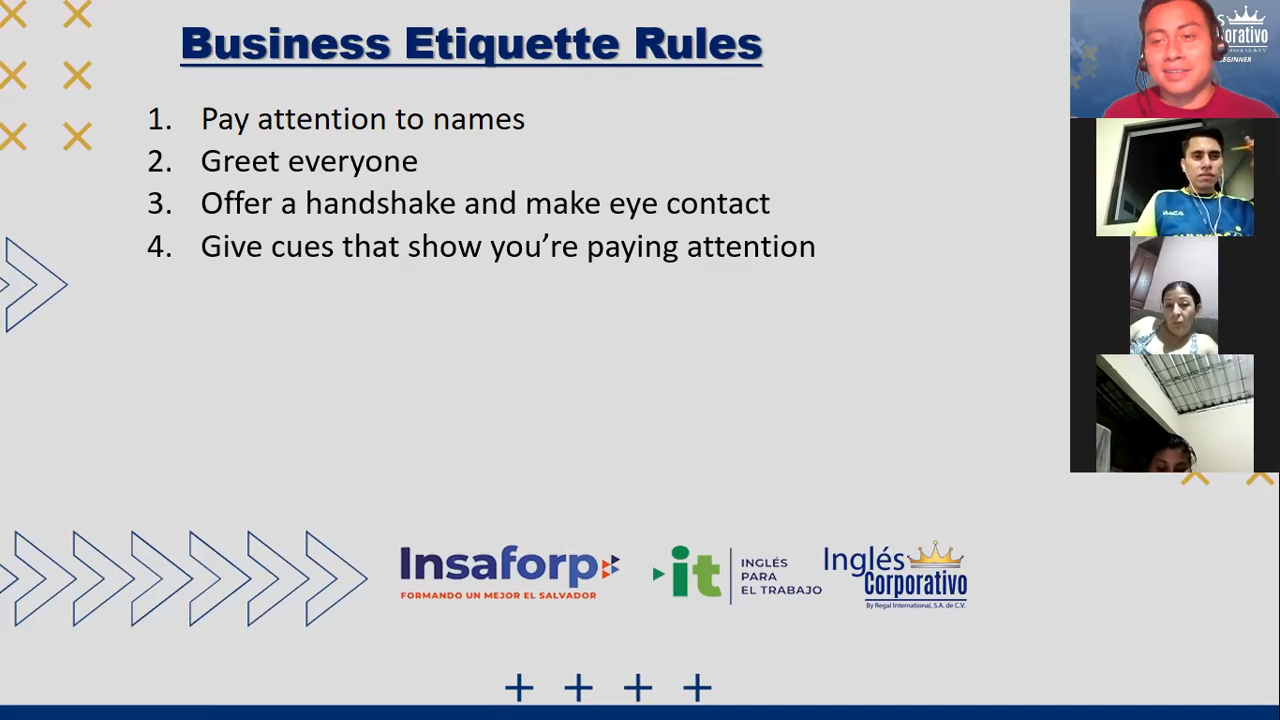 Business Etiquette Rules
1. Pay attention to names
2. Greet everyone
3. Offer a handshake and make eye contact
4. Give cues that show you’re paying attention
Insaforp
FORMANDO UN MEJOR EL SALVADOR
it
INGLÉS
PARA
EL TRABAJO
Inglés
Corporativo
By Regal International, S.A. de C.V.